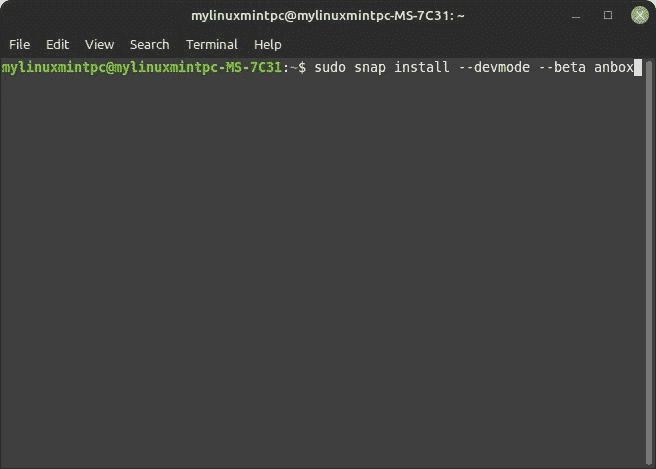 mylinuxmintpc@mylinuxmintpc-MS-7C31: ~
File Edit View Search Terminal Help
mylinuxmintpc@mylinuxmintpc-MS-7C31:~$ sudo snap install --devmode --beta anbox